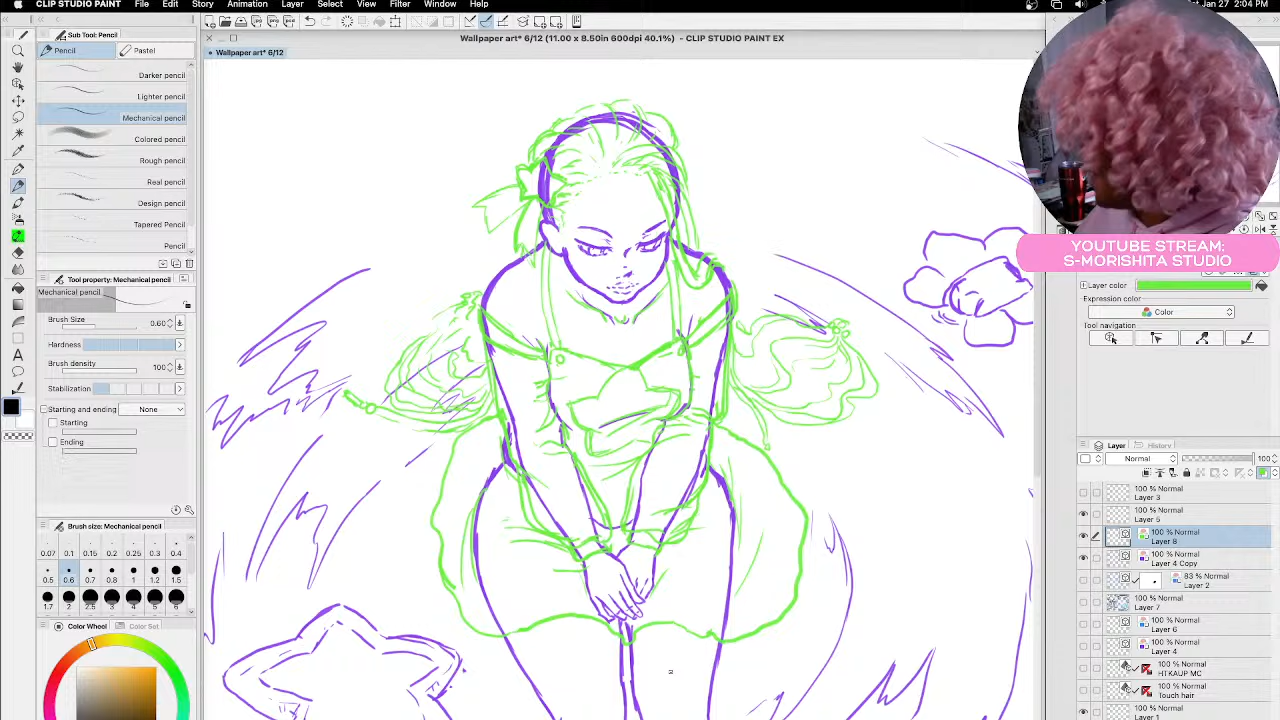 CLIP STUDIO PAINT File Edit Story Animation Layer Select View Filter Window Help
Sat Jan 27 2:04 PM
Sub Tool: Pencil
Wallpaper art* 6/12 (11.00 x 8.50in 600dpi 40.1%) - CLIP STUDIO PAINT EX
Pencil Pastel
Wallpaper art* 6/12
Darker pencil
Lighter pencil
Mechanical pencil
Colored pencil
Rough pencil
Real pencil
Design pencil
Tapered Pencil
Pencil
YOUTUBE STREAM:
S-MORISHITA STUDIO
Tool property: Mechanical pencil
Mechanical pencil
Brush Size 0.60
Hardness
Brush density 100
Stabilization
Starting and ending None
Starting
Ending
Layer color
Expression color
Color
Tool navigation
Layer History
Normal 100
100 % Normal
Layer 3
100 % Normal
Layer 5
100 % Normal
Layer 8
100 % Normal
Layer 4 Copy
83 % Normal
Layer 2
100 % Normal
Layer 7
100 % Normal
Layer 6
100 % Normal
Layer 4
100 % Normal
HTKAUP MC
100 % Normal
Touch hair
100 % Normal
Brush size: Mechanical pencil
0.07 0.1 0.15 0.2 0.25 0.3 0.4
0.5 0.6 0.7 0.8 1 1.2 1.5
1.7 2 2.5 3 4 5 6
Color Wheel Color Set